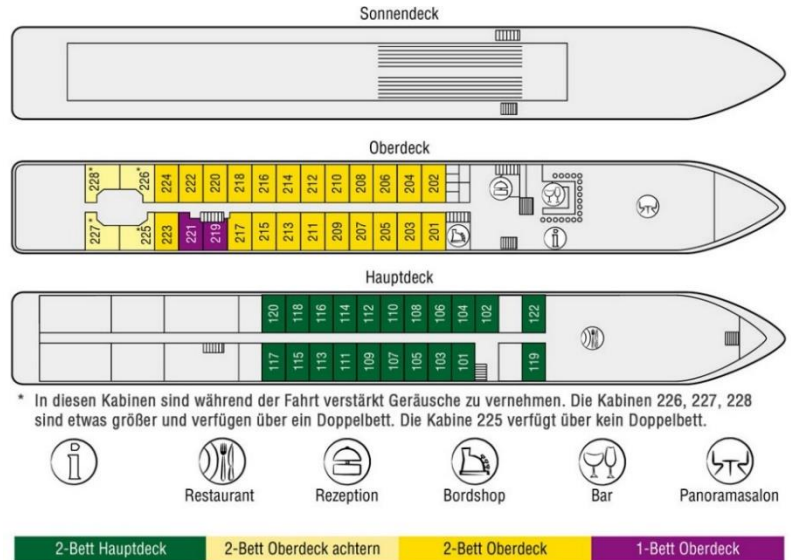 Sonnendeck
Oberdeck
228* 226* 224 222 220 218 216 214 212 210 208 206 204 202
227* 225* 223 221 219 217 215 213 211 209 207 205 203 201
Hauptdeck
120 118 116 114 112 110 108 106 104 102 122
117 115 113 111 109 107 105 103 101 119
* In diesen Kabinen sind während der Fahrt verstärkt Geräusche zu vernehmen. Die Kabinen 226, 227, 228
sind etwas größer und verfügen über ein Doppelbett. Die Kabine 225 verfügt über kein Doppelbett.
i
Restaurant Rezeption Bordshop Bar Panoramasalon
2-Bett Hauptdeck 2-Bett Oberdeck achtern 2-Bett Oberdeck 1-Bett Oberdeck